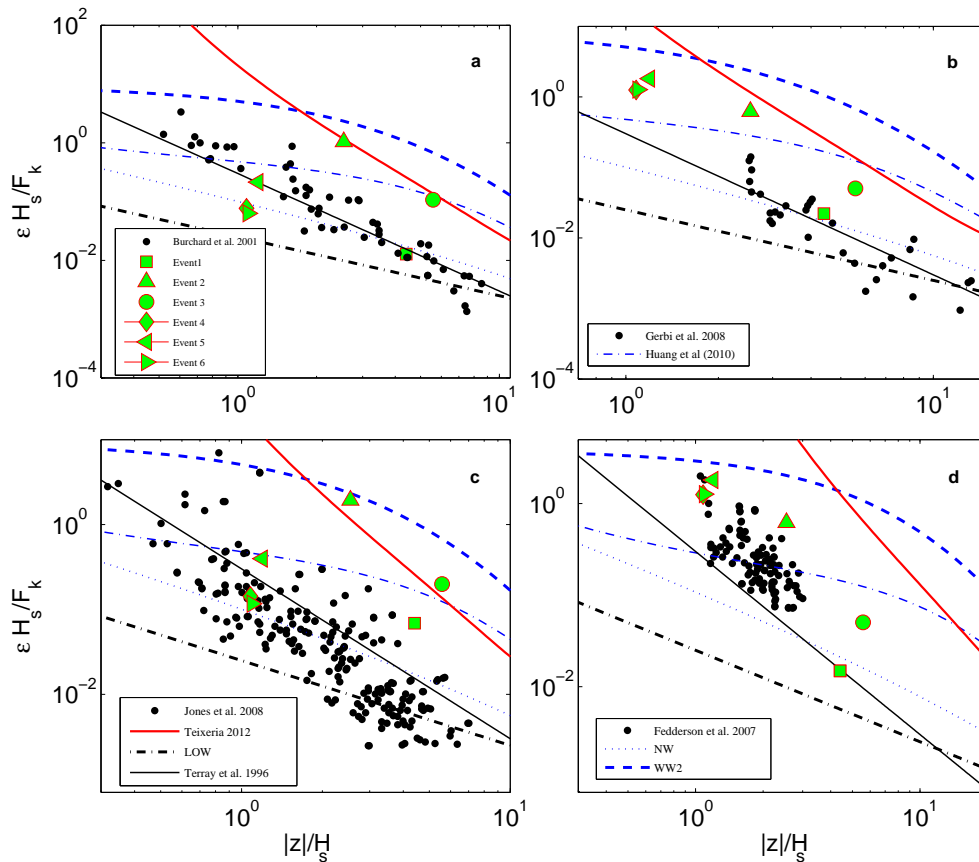 a
10^2
10^0
10^-2
10^-4
ε H_s/F_k
10^0
10^1
Burchard et al. 2001
Event1
Event 2
Event 3
Event 4
Event 5
Event 6
b
10^0
10^-2
10^-4
10^0
10^1
Gerbi et al. 2008
Huang et al (2010)
c
10^0
10^-2
ε H_s/F_k
10^0
10^1
|z|/H_s
Jones et al. 2008
Teixeria 2012
LOW
Terray et al. 1996
d
10^0
10^-2
10^0
10^1
|z|/H_s
Fedderson et al. 2007
NW
WW2